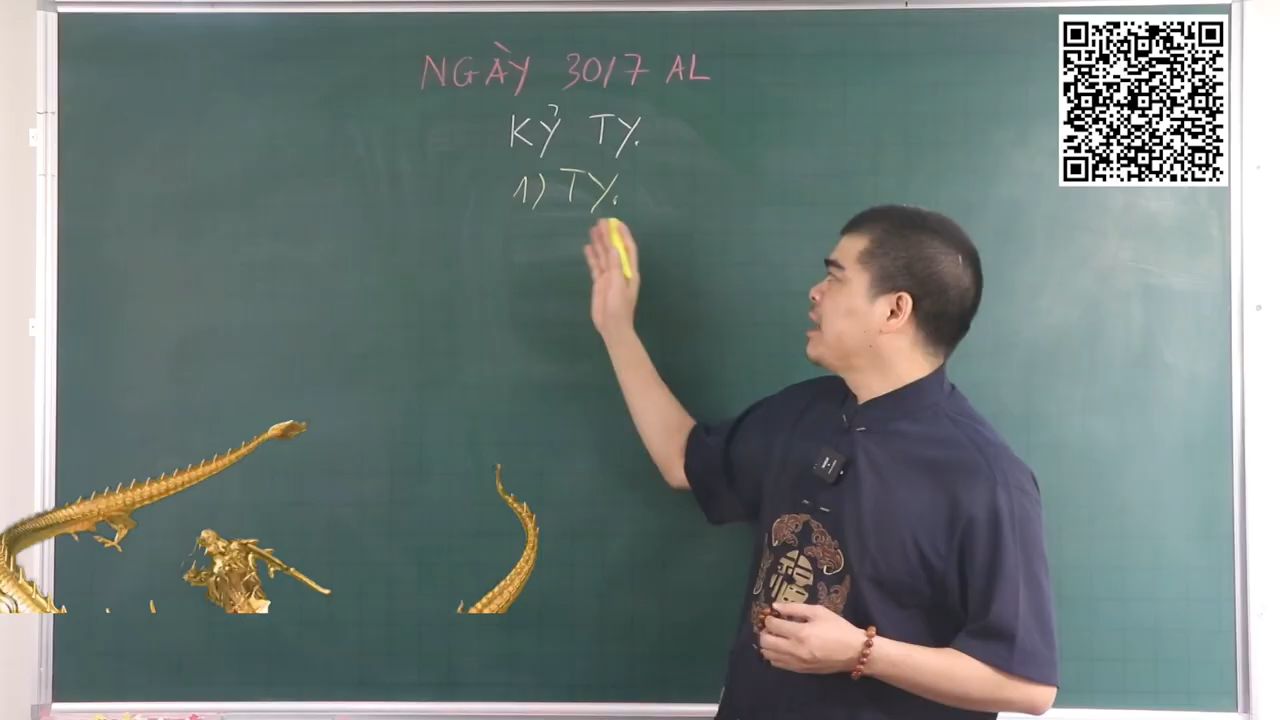 NGÀY 30/7 AL
KỶ TỴ
1) TỴ